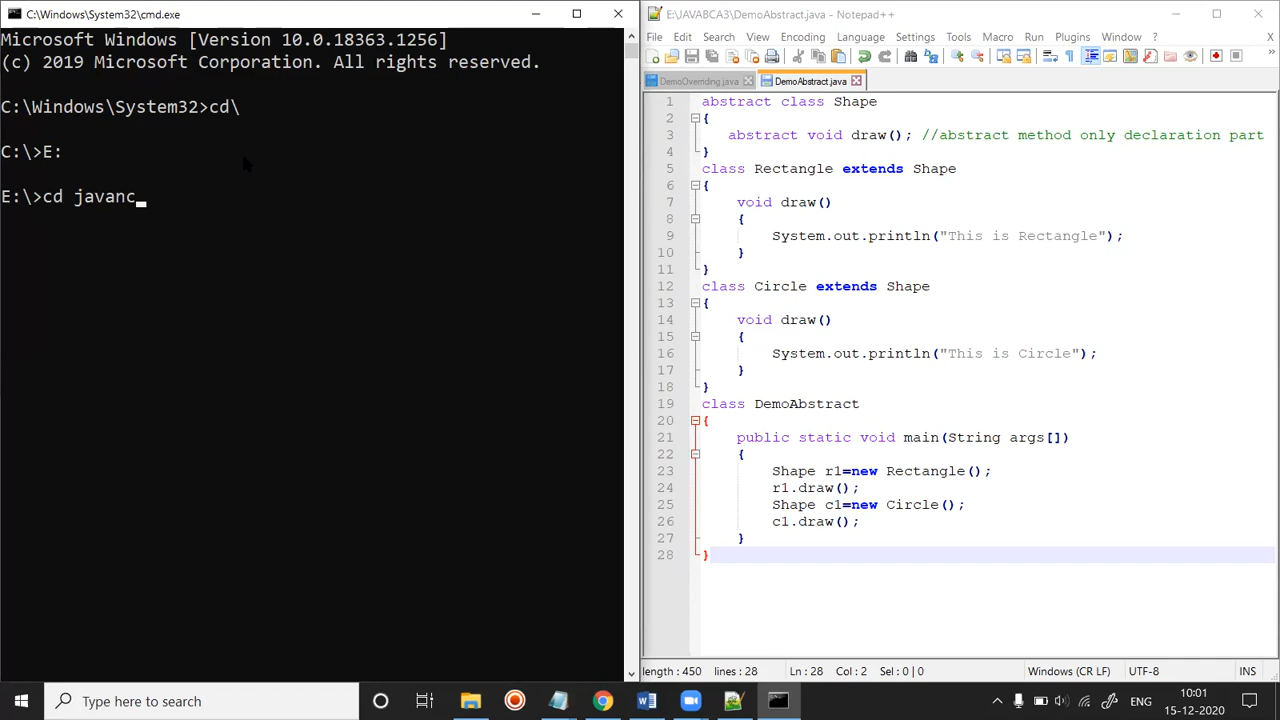 C:\Windows\System32\cmd.exe
Microsoft Windows [Version 10.0.18363.1256]
(c) 2019 Microsoft Corporation. All rights reserved.
C:\Windows\System32>cd\
C:\>E:
E:\>cd javanc_
E:\JAVABCA3\DemoAbstract.java - Notepad++
File Edit Search View Encoding Language Settings Tools Macro Run Plugins Window ? X
DemoOverriding.java DemoAbstract.java
1 abstract class Shape
2 {
3 abstract void draw(); //abstract method only declaration part
4 }
5 class Rectangle extends Shape
6 {
7 void draw()
8 {
9 System.out.println("This is Rectangle");
10 }
11 }
12 class Circle extends Shape
13 {
14 void draw()
15 {
16 System.out.println("This is Circle");
17 }
18 }
19 class DemoAbstract
20 {
21 public static void main(String args[])
22 {
23 Shape r1=new Rectangle();
24 r1.draw();
25 Shape c1=new Circle();
26 c1.draw();
27 }
28 }
length : 450 lines : 28 Ln : 28 Col : 2 Sel : 0 | 0 Windows (CR LF) UTF-8 INS
Type here to search
ENG
10:01
15-12-2020